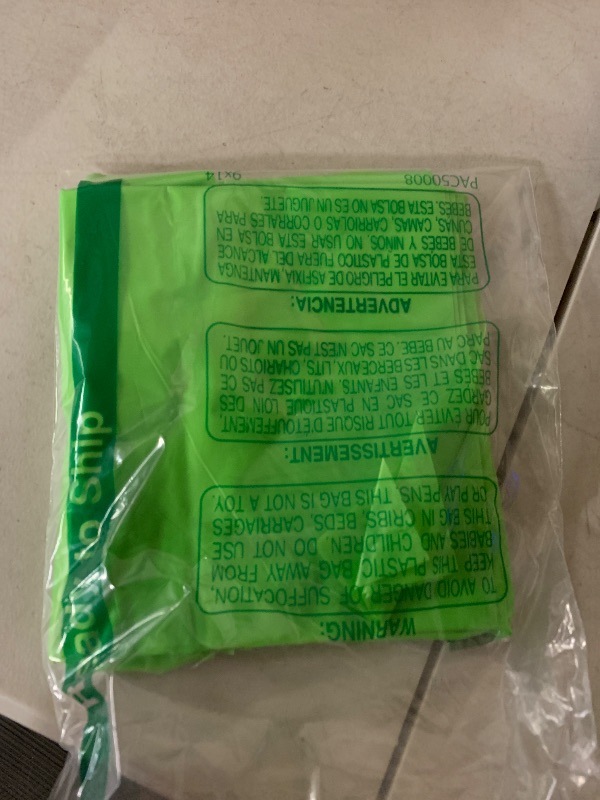 WARNING:
TO AVOID DANGER OF SUFFOCATION,
KEEP THIS PLASTIC BAG AWAY FROM
BABIES AND CHILDREN. DO NOT USE
THIS BAG IN CRIBS, BEDS, CARRIAGES
OR PLAY PENS. THIS BAG IS NOT A TOY.
AVERTISSEMENT:
POUR EVITER TOUT RISQUE D'ETOUFFEMENT,
GARDEZ CE SAC EN PLASTIQUE LOIN DES
BEBES ET LES ENFANTS. N'UTILISEZ PAS CE
SAC DANS LES BERCEAUX, LITS, CHARIOTS OU
PARC AU BEBE. CE SAC N'EST PAS UN JOUET.
ADVERTENCIA:
PARA EVITAR EL PELIGRO DE ASFIXIA, MANTENGA
ESTA BOLSA DE PLASTICO FUERA DEL ALCANCE
DE BEBES Y NINOS. NO USAR ESTA BOLSA EN
CUNAS, CAMAS, CARRIOLAS O CORRALES PARA
BEBES. ESTA BOLSA NO ES UN JUGUETE.
PAC50008 9x14
Ready to Ship